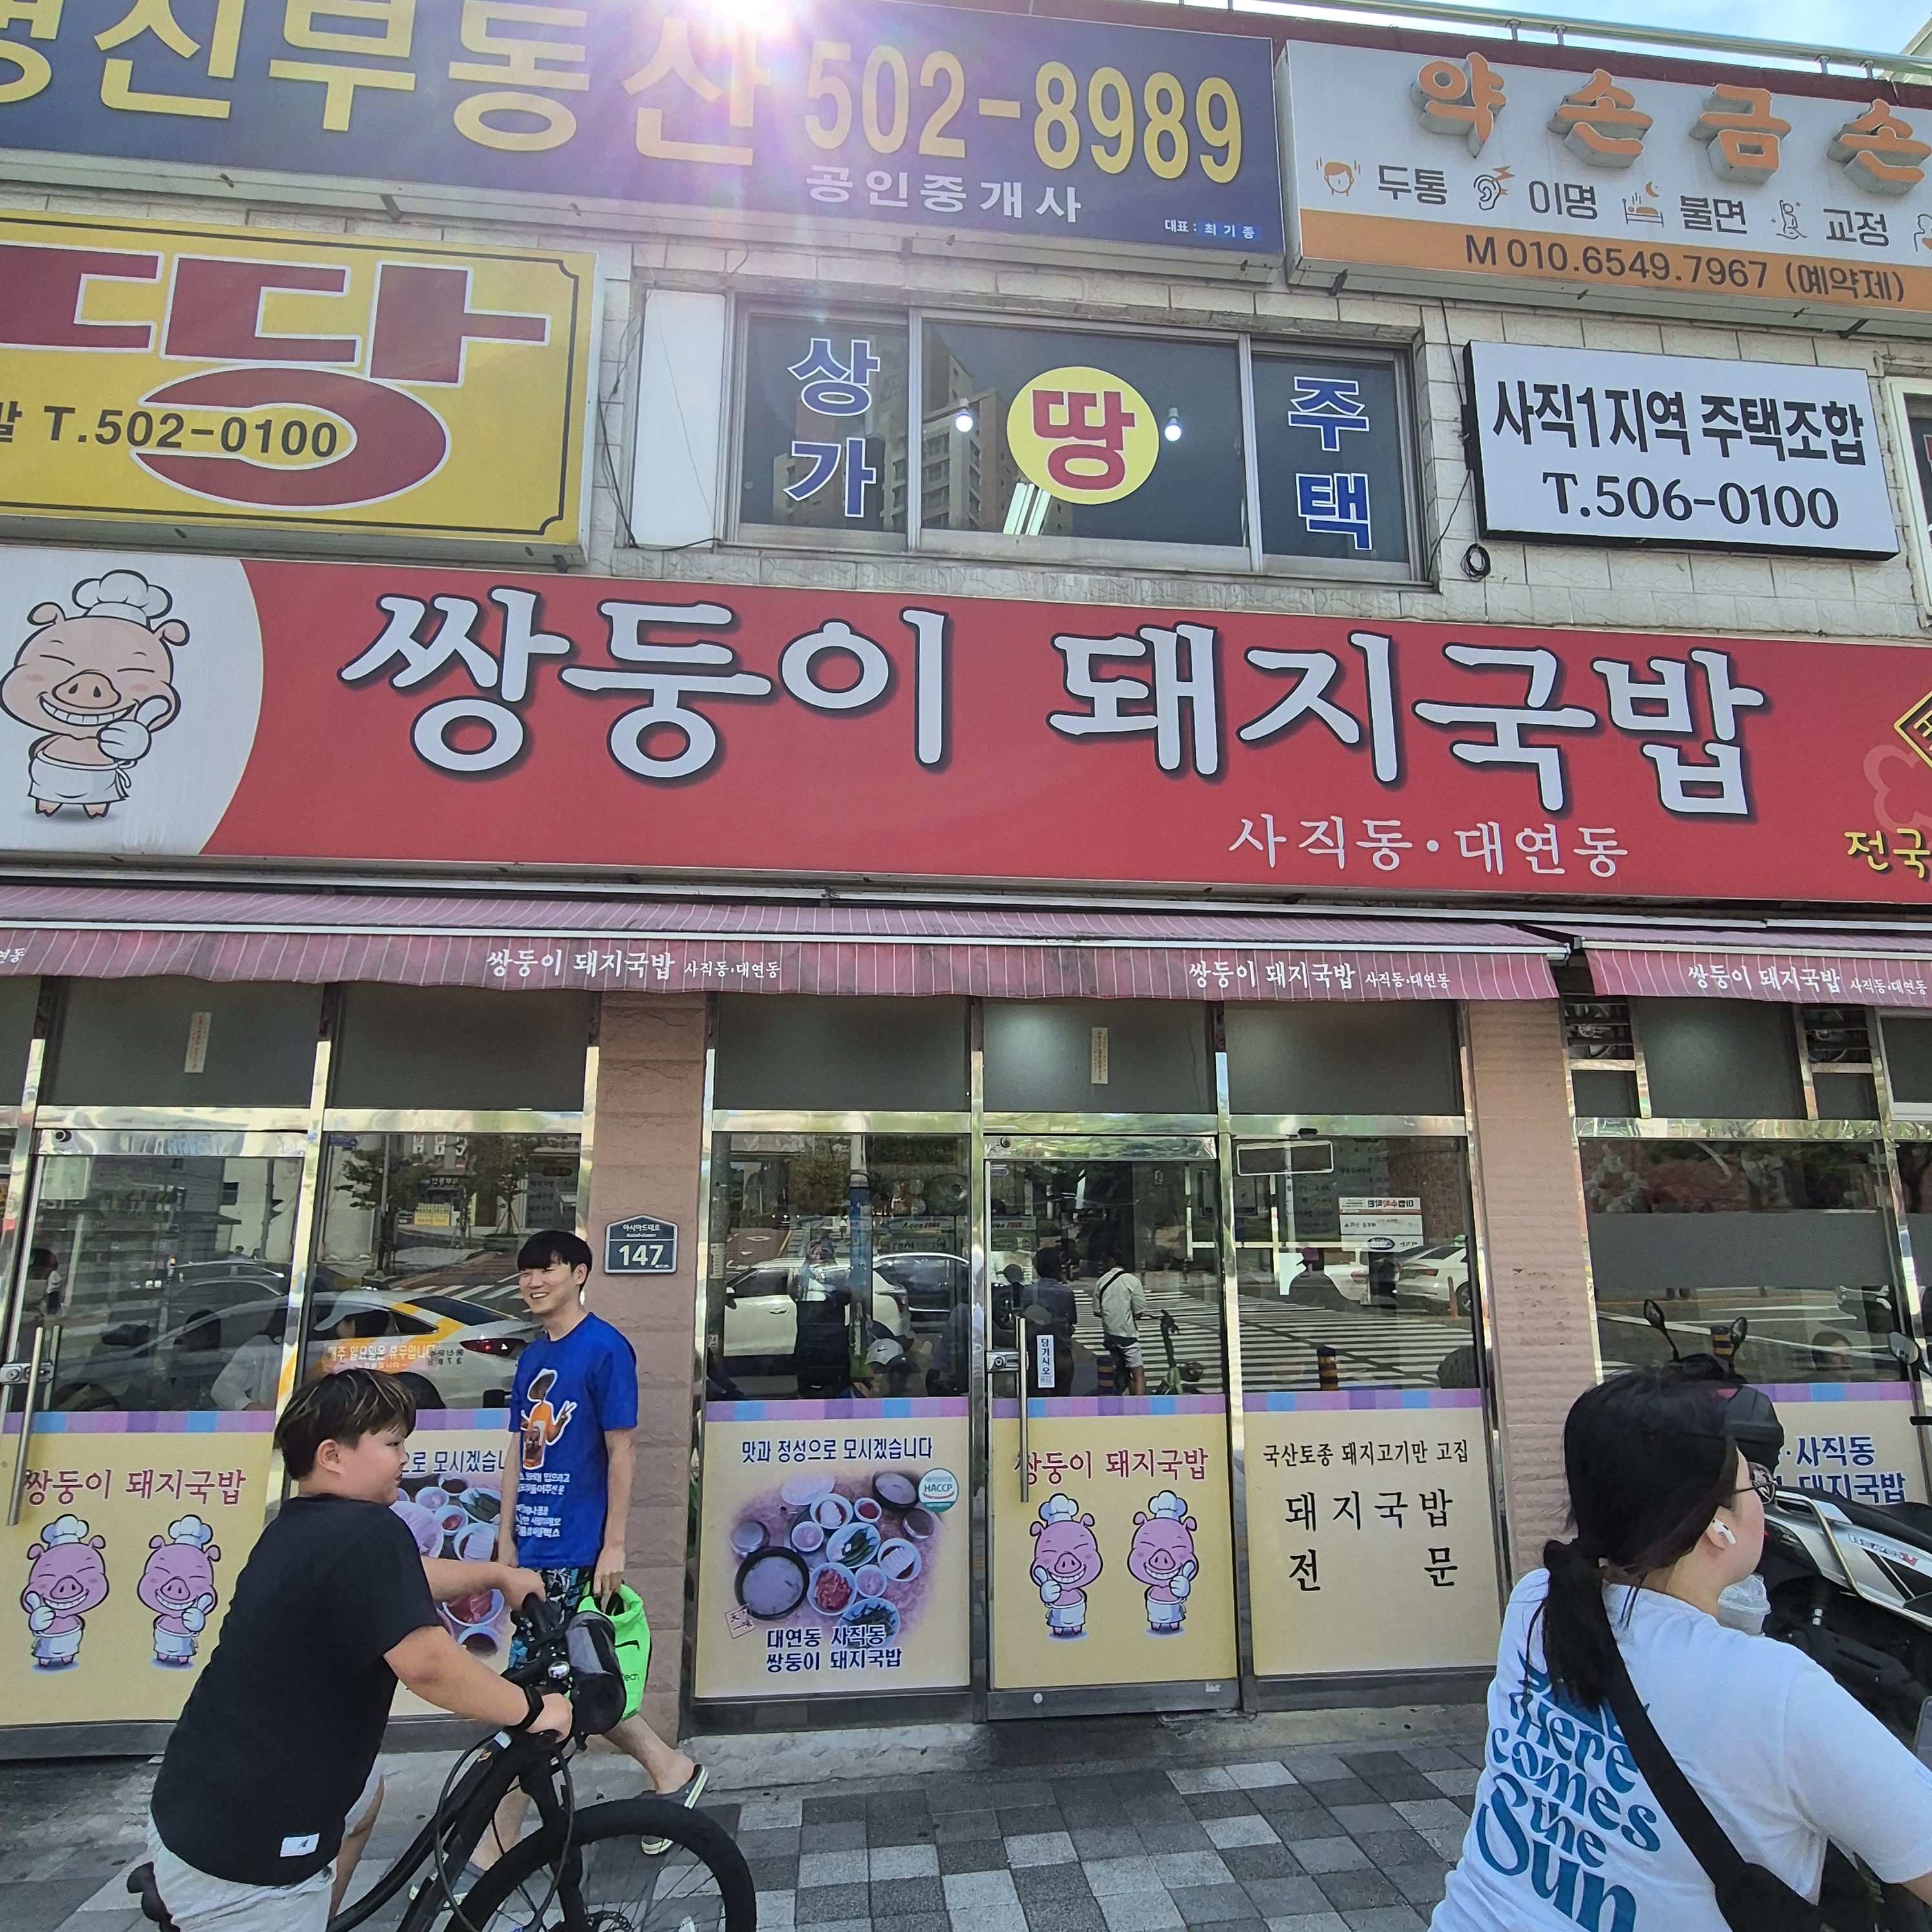 명신부동산 502-8989
공인중개사
대표 : 최기종
약손금손
두통 이명 불면 교정
M 010.6549.7967 (예약제)
땅
T.502-0100
상가
땅
주택
사직1지역 주택조합
T.506-0100
쌍둥이 돼지국밥
사직동·대연동
전국
쌍둥이 돼지국밥 사직동·대연동
쌍둥이 돼지국밥 사직동·대연동
쌍둥이 돼지국밥 사직동·대연동
아시아드대로
147
당기시오
쌍둥이 돼지국밥
맛과 정성으로 모시겠습니다
HACCP
대연동 사직동
쌍둥이 돼지국밥
쌍둥이 돼지국밥
국산토종 돼지고기만 고집
돼지국밥
전문
사직동
돼지국밥
Here
comes
the
Sun